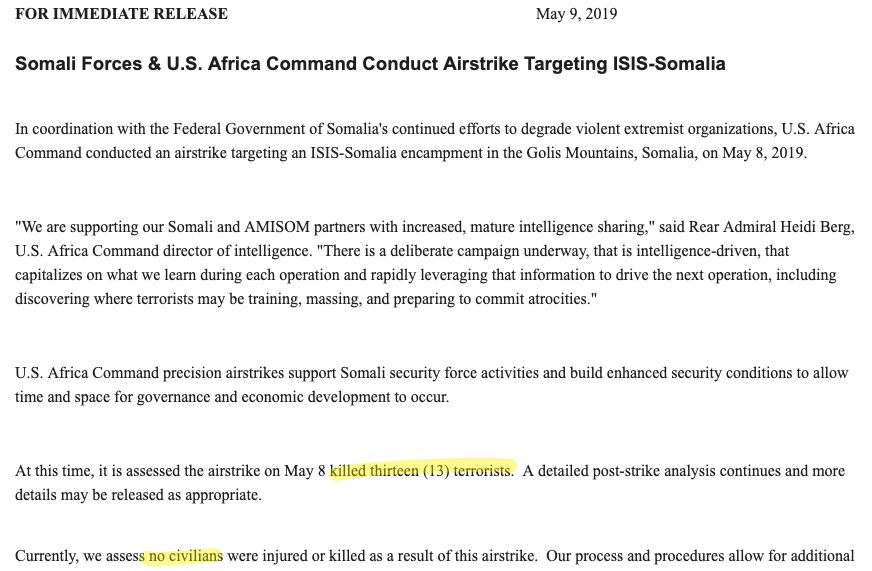 FOR IMMEDIATE RELEASE May 9, 2019
Somali Forces & U.S. Africa Command Conduct Airstrike Targeting ISIS-Somalia
In coordination with the Federal Government of Somalia's continued efforts to degrade violent extremist organizations, U.S. Africa
Command conducted an airstrike targeting an ISIS-Somalia encampment in the Golis Mountains, Somalia, on May 8, 2019.
"We are supporting our Somali and AMISOM partners with increased, mature intelligence sharing," said Rear Admiral Heidi Berg,
U.S. Africa Command director of intelligence. "There is a deliberate campaign underway, that is intelligence-driven, that
capitalizes on what we learn during each operation and rapidly leveraging that information to drive the next operation, including
discovering where terrorists may be training, massing, and preparing to commit atrocities."
U.S. Africa Command precision airstrikes support Somali security force activities and build enhanced security conditions to allow
time and space for governance and economic development to occur.
At this time, it is assessed the airstrike on May 8 killed thirteen (13) terrorists. A detailed post-strike analysis continues and more
details may be released as appropriate.
Currently, we assess no civilians were injured or killed as a result of this airstrike. Our process and procedures allow for additional